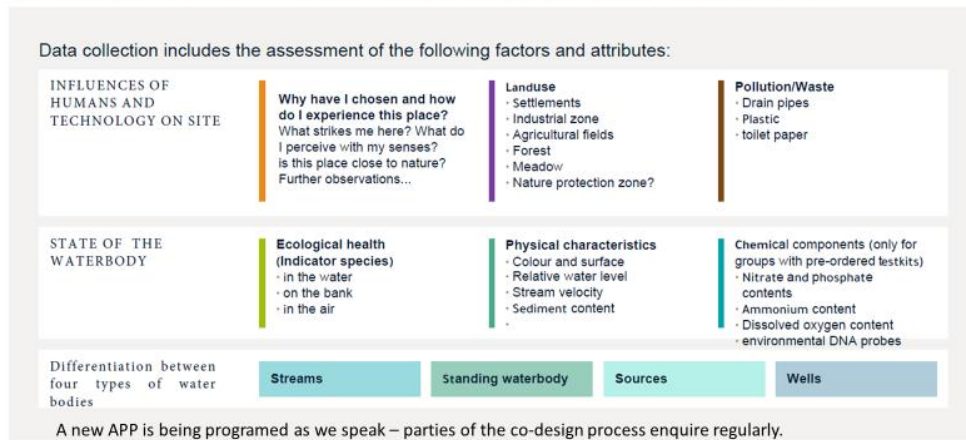 Data collection includes the assessment of the following factors and attributes:
INFLUENCES OF
HUMANS AND
TECHNOLOGY ON SITE
Why have I chosen and how
do I experience this place?
What strikes me here? What do
I perceive with my senses?
is this place close to nature?
Further observations...
Landuse
· Settlements
· Industrial zone
· Agricultural fields
· Forest
· Meadow
· Nature protection zone?
Pollution/Waste
· Drain pipes
· Plastic
· toilet paper
STATE OF THE
WATERBODY
Ecological health
(Indicator species)
· in the water
· on the bank
· in the air
Physical characteristics
· Colour and surface
· Relative water level
· Stream velocity
· Sediment content
·
Chemical components (only for
groups with pre-ordered testkits)
· Nitrate and phosphate
contents
· Ammonium content
· Dissolved oxygen content
· environmental DNA probes
Differentiation between
four types of water
bodies
Streams
Standing waterbody
Sources
Wells
A new APP is being programed as we speak – parties of the co-design process enquire regularly.